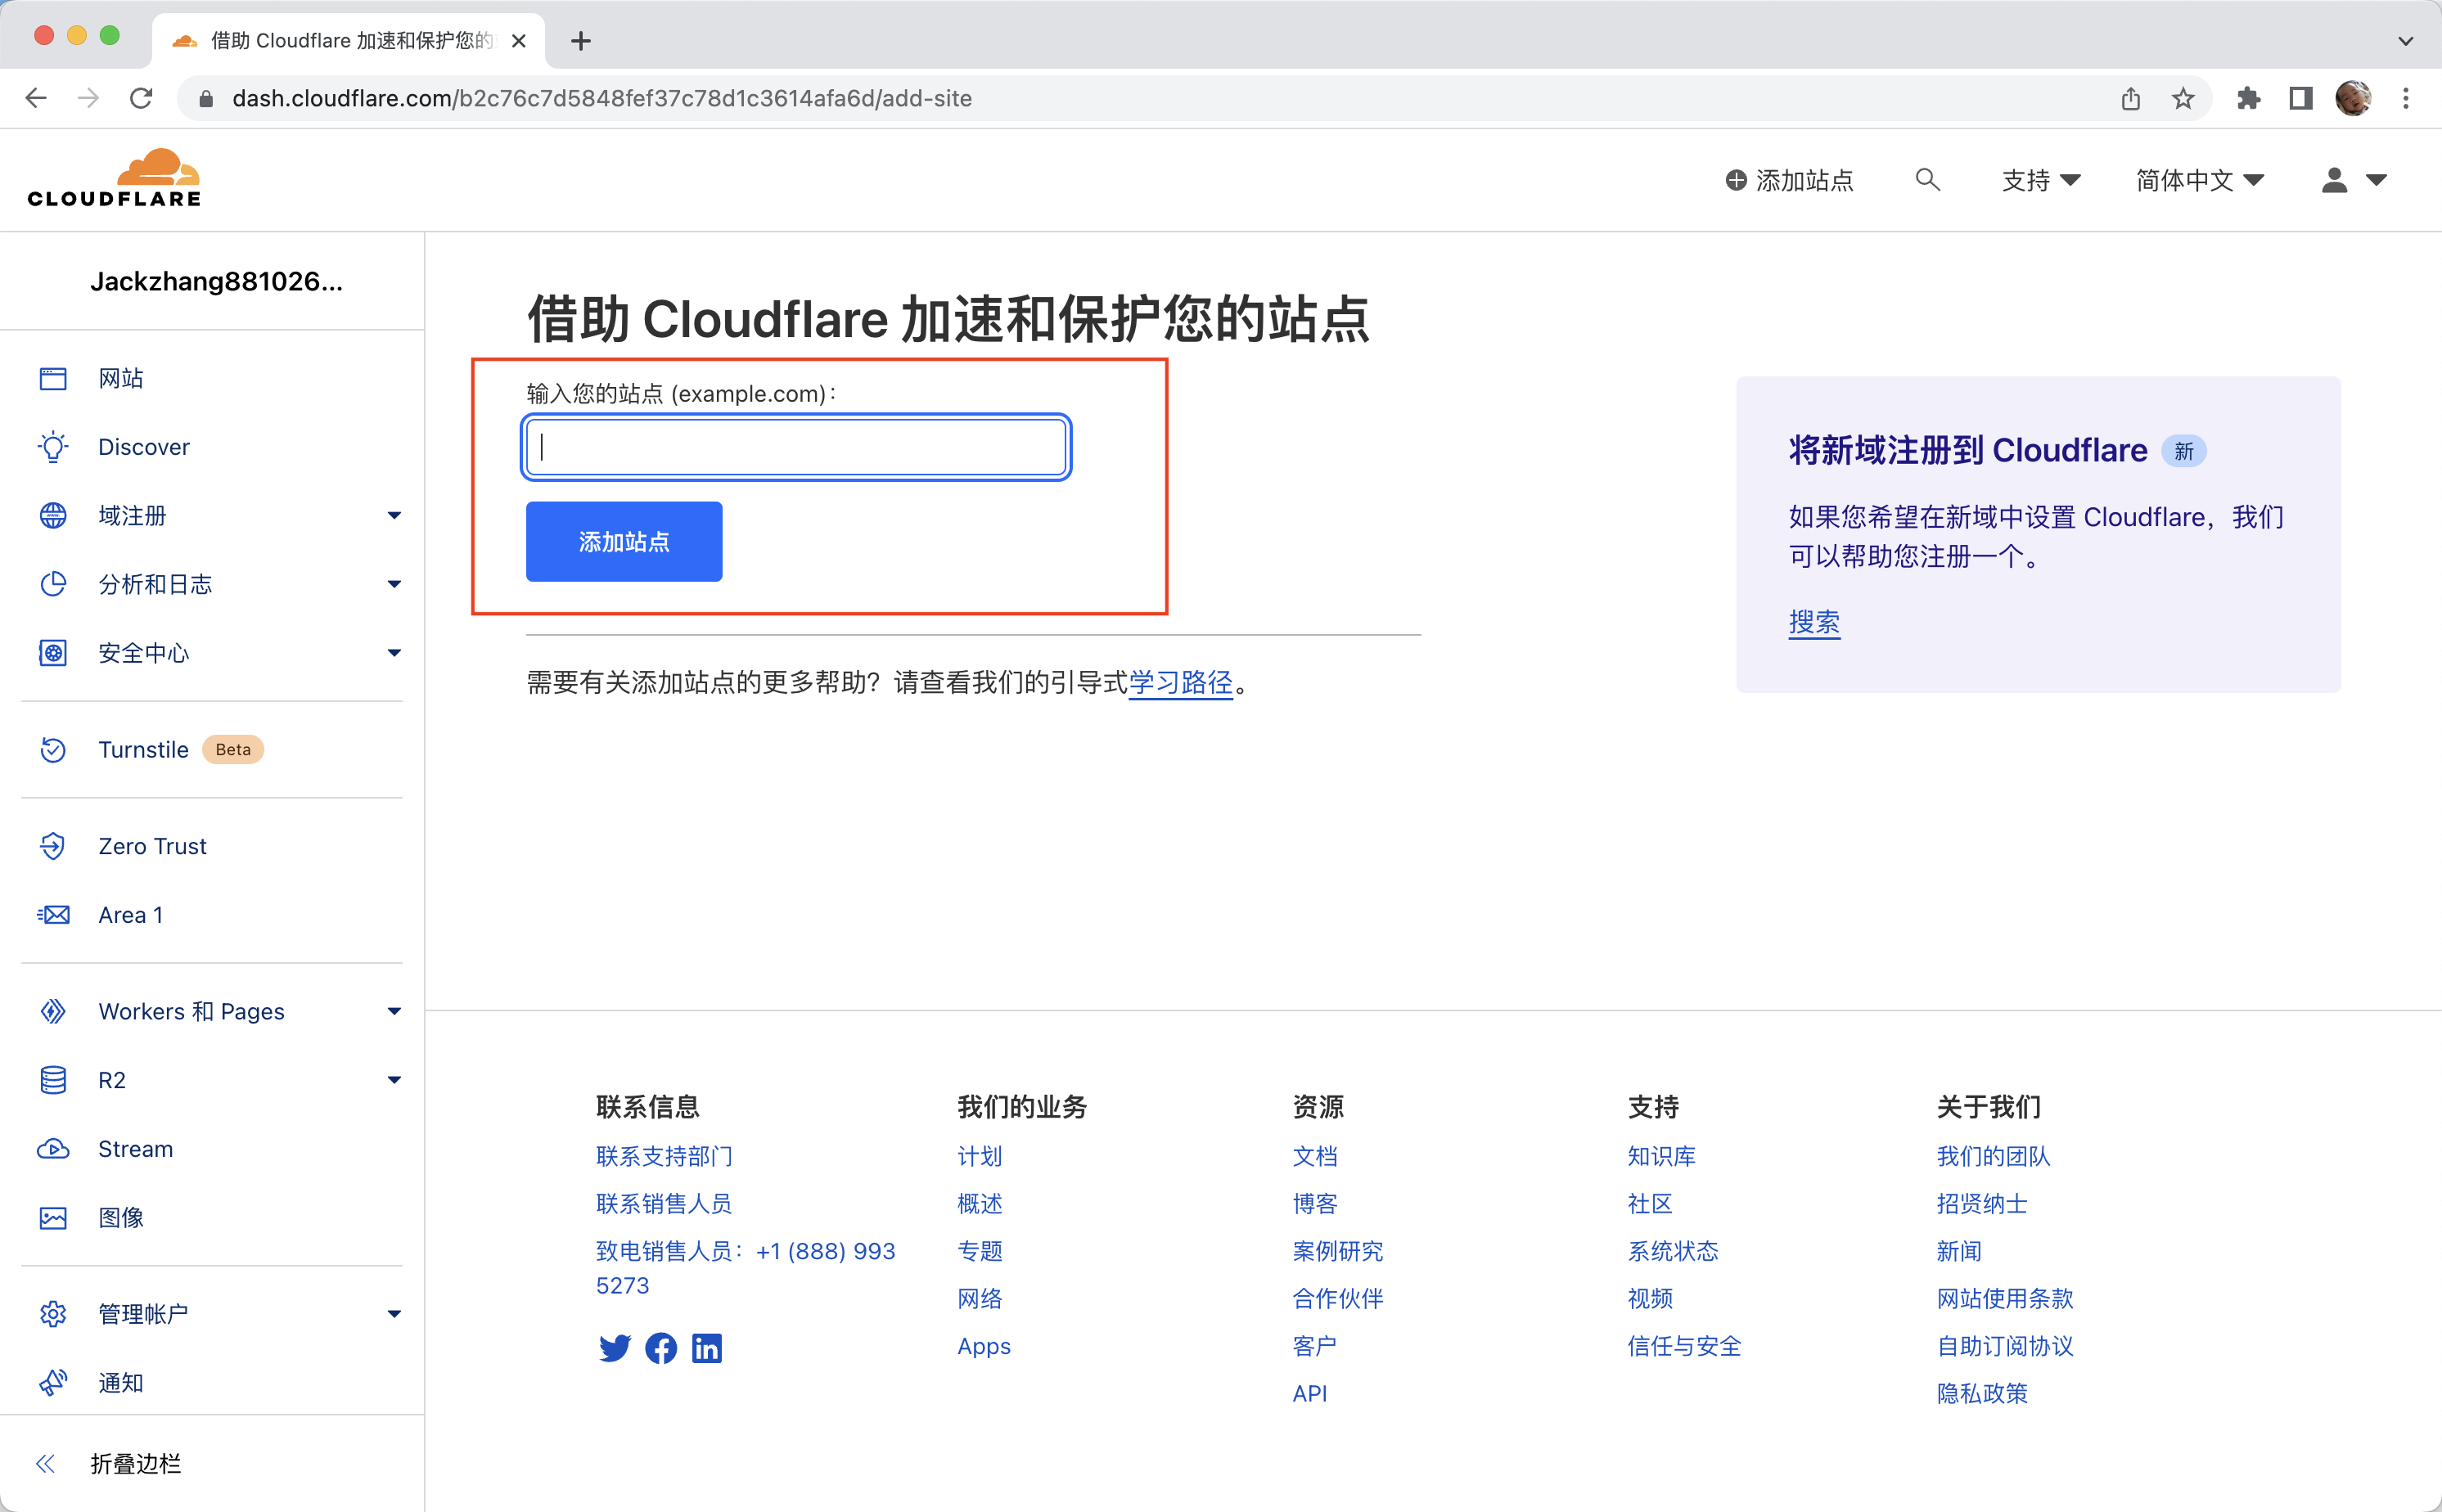 借助 Cloudflare 加速和保护您的
dash.cloudflare.com/b2c76c7d5848fef37c78d1c3614afa6d/add-site
CLOUDFLARE
添加站点
支持
简体中文
Jackzhang881026...
网站
Discover
域注册
分析和日志
安全中心
Turnstile Beta
Zero Trust
Area 1
Workers 和 Pages
R2
Stream
图像
管理帐户
通知
折叠边栏
借助 Cloudflare 加速和保护您的站点
输入您的站点 (example.com)：
添加站点
需要有关添加站点的更多帮助？请查看我们的引导式学习路径。
将新域注册到 Cloudflare 新
如果您希望在新域中设置 Cloudflare，我们
可以帮助您注册一个。
搜索
联系信息
联系支持部门
联系销售人员
致电销售人员：+1 (888) 993
5273
我们的业务
计划
概述
专题
网络
Apps
资源
文档
博客
案例研究
合作伙伴
客户
API
支持
知识库
社区
系统状态
视频
信任与安全
关于我们
我们的团队
招贤纳士
新闻
网站使用条款
自助订阅协议
隐私政策